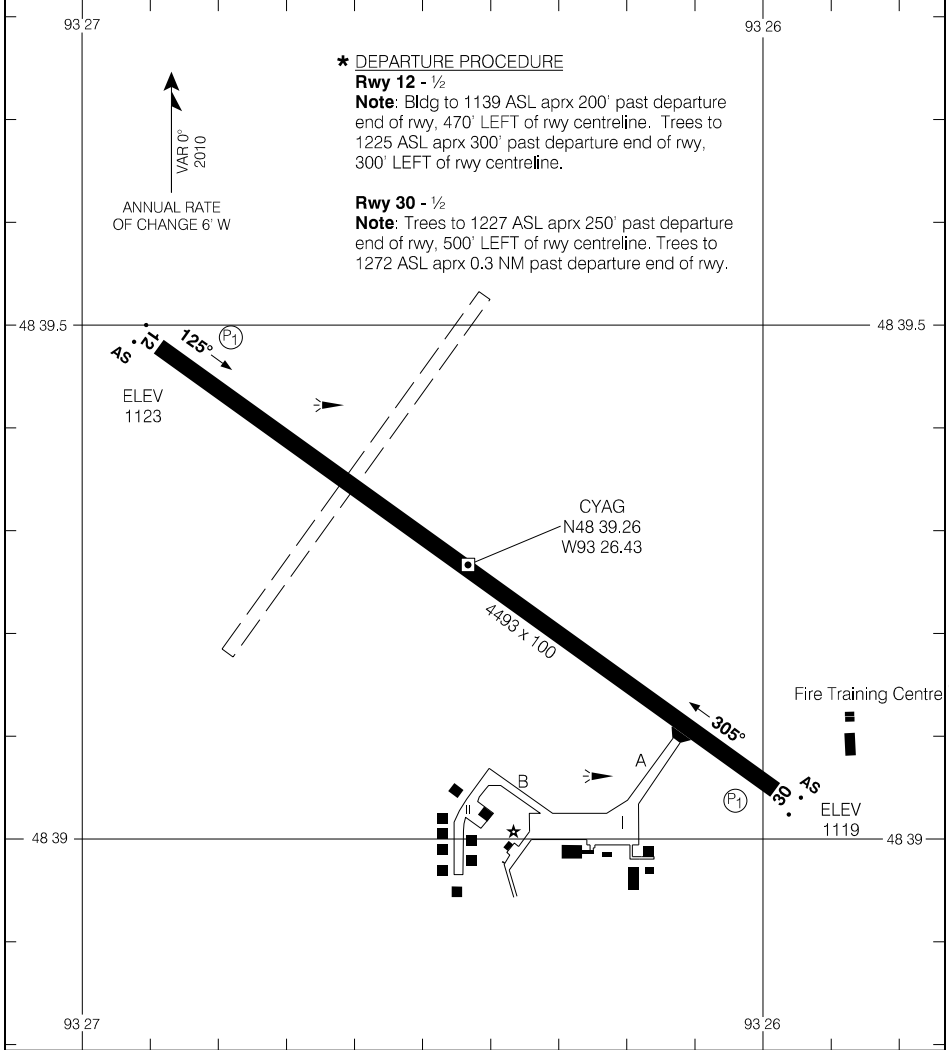 93 27
93 26
* DEPARTURE PROCEDURE
Rwy 12 - ½
Note: Bldg to 1139 ASL aprx 200' past departure
end of rwy, 470' LEFT of rwy centreline. Trees to
1225 ASL aprx 300' past departure end of rwy,
300' LEFT of rwy centreline.
VAR 0°
2010
ANNUAL RATE
OF CHANGE 6' W
Rwy 30 - ½
Note: Trees to 1227 ASL aprx 250' past departure
end of rwy, 500' LEFT of rwy centreline. Trees to
1272 ASL aprx 0.3 NM past departure end of rwy.
48 39.5
48 39.5
12
125°
P1
AS
ELEV
1123
CYAG
N48 39.26
W93 26.43
4493 x 100
Fire Training Centre
305°
A
B
II
I
P1
30
AS
ELEV
1119
48 39
48 39
93 27
93 26